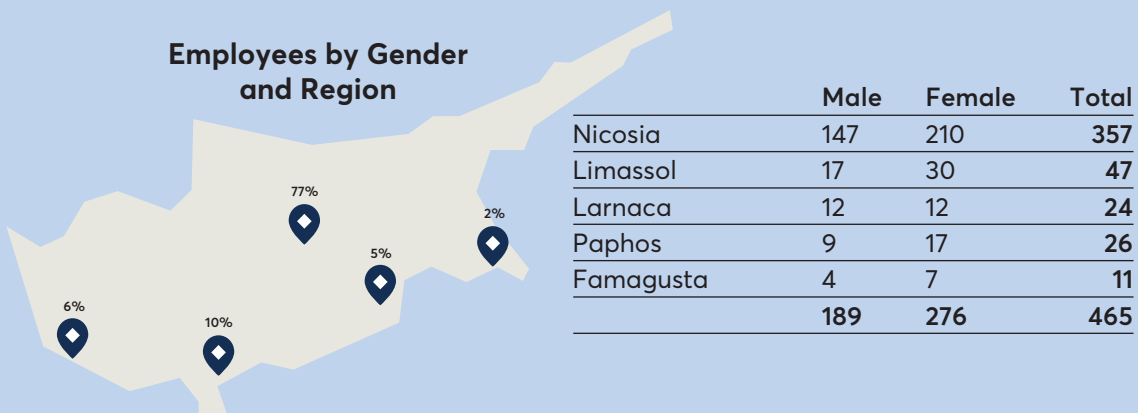 Employees by Gender
and Region
77%
2%
5%
6%
10%
Male Female Total
Nicosia 147 210 357
Limassol 17 30 47
Larnaca 12 12 24
Paphos 9 17 26
Famagusta 4 7 11
189 276 465